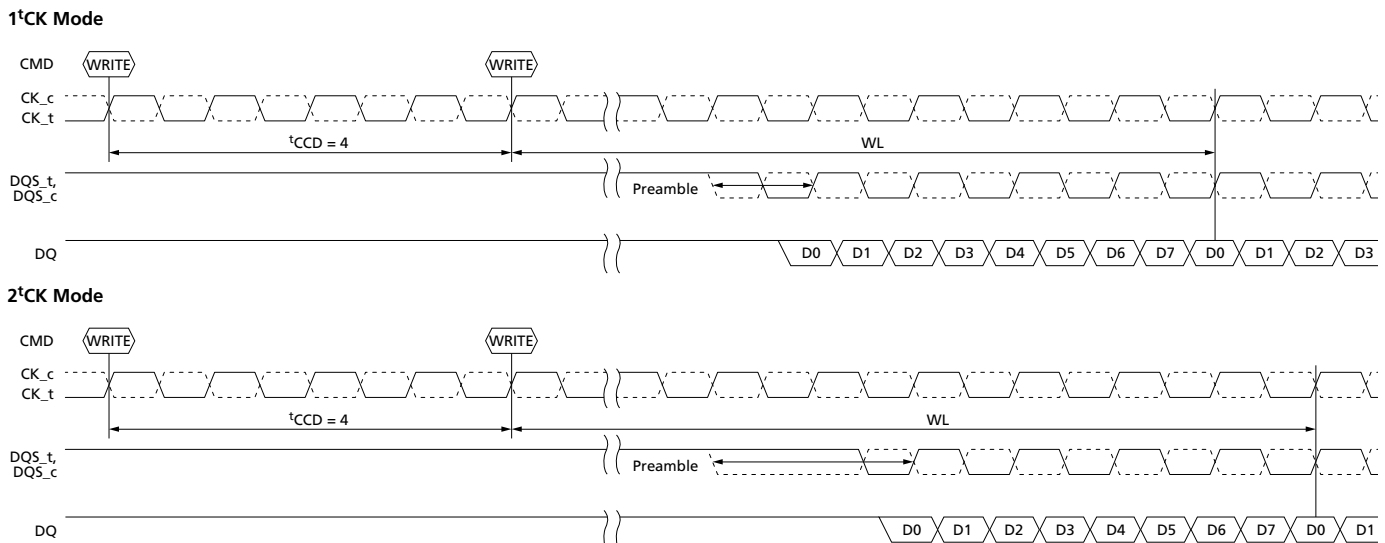 1ᵗCK Mode
CMD WRITE WRITE
CK_c
CK_t
ᵗCCD = 4 WL
DQS_t,
DQS_c
Preamble
DQ D0 D1 D2 D3 D4 D5 D6 D7 D0 D1 D2 D3
2ᵗCK Mode
CMD WRITE WRITE
CK_c
CK_t
ᵗCCD = 4 WL
DQS_t,
DQS_c
Preamble
DQ D0 D1 D2 D3 D4 D5 D6 D7 D0 D1